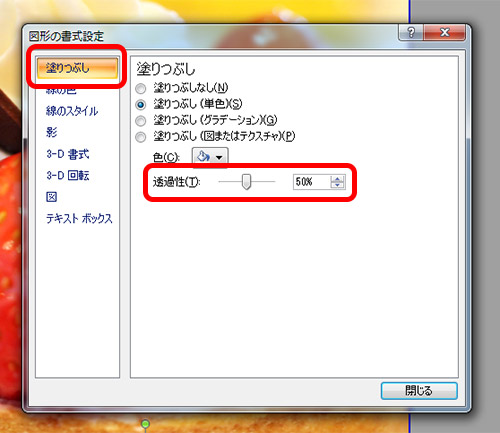 図形の書式設定
塗りつぶし
線の色
線のスタイル
影
3-D 書式
3-D 回転
図
テキスト ボックス
塗りつぶし
塗りつぶしなし(N)
塗りつぶし (単色)(S)
塗りつぶし (グラデーション)(G)
塗りつぶし (図またはテクスチャ)(P)
色(C):
透過性(T): 50%
閉じる